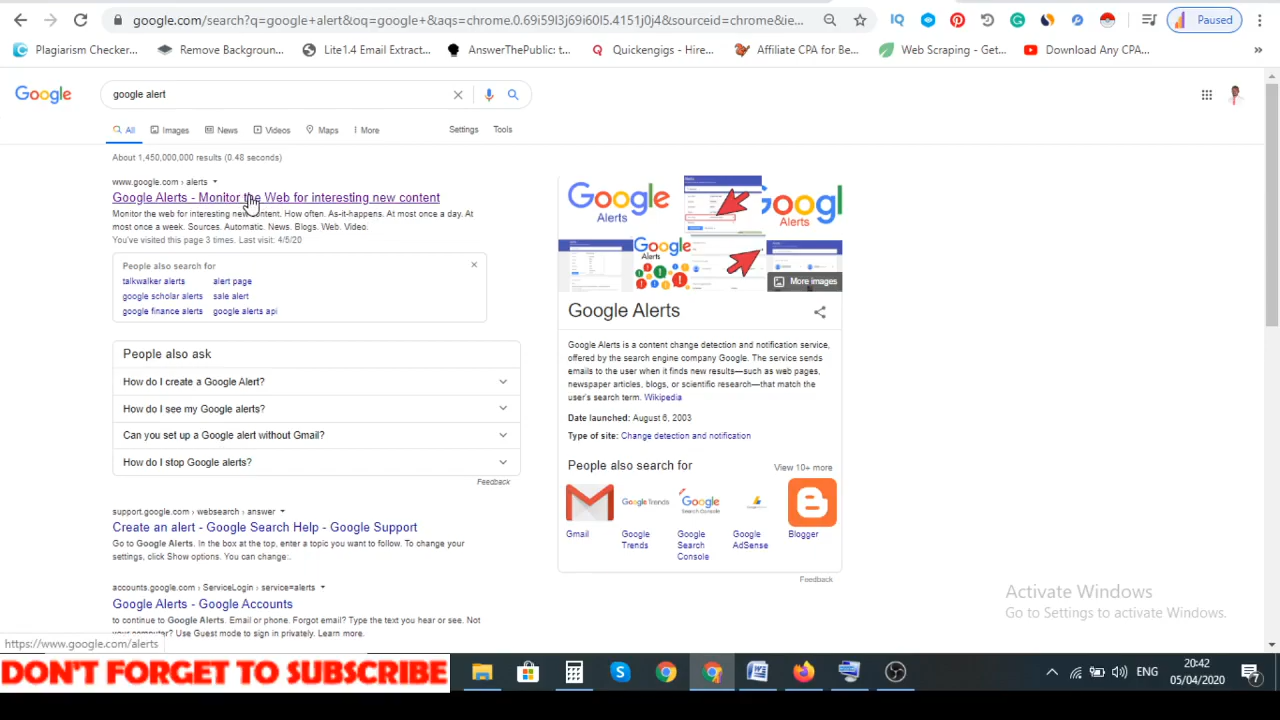 google.com/search?q=google+alert&oq=google+&aqs=chrome.0.69i59l3j69i60l5.4151j0j4&sourceid=chrome&ie...
Paused
Plagiarism Checker...
Remove Backgroun...
Lite1.4 Email Extract...
AnswerThePublic: t...
Quickengigs - Hire...
Affiliate CPA for Be...
Web Scraping - Get...
Download Any CPA...
»
Google
google alert
All
Images
News
Videos
Maps
More
Settings
Tools
About 1,450,000,000 results (0.48 seconds)
www.google.com › alerts
Google Alerts - Monitor the Web for interesting new content
Monitor the web for interesting new content. How often. As-it-happens. At most once a day. At
most once a week. Sources. Automatic. News. Blogs. Web. Video.
You've visited this page 3 times. Last visit: 4/5/20
People also search for
talkwalker alerts
alert page
google scholar alerts
sale alert
google finance alerts
google alerts api
People also ask
How do I create a Google Alert?
How do I see my Google alerts?
Can you set up a Google alert without Gmail?
How do I stop Google alerts?
Feedback
support.google.com › websearch › answer
Create an alert - Google Search Help - Google Support
Go to Google Alerts. In the box at the top, enter a topic you want to follow. To change your
settings, click Show options. You can change:.
accounts.google.com › ServiceLogin › service=alerts
Google Alerts - Google Accounts
to continue to Google Alerts. Email or phone. Forgot email? Type the text you hear or see. Not
your computer? Use Guest mode to sign in privately. Learn more.
https://www.google.com/alerts
Google
Alerts
Googl
Alerts
Google
Alerts
More images
Google Alerts
Google Alerts is a content change detection and notification service,
offered by the search engine company Google. The service sends
emails to the user when it finds new results—such as web pages,
newspaper articles, blogs, or scientific research—that match the
user's search term. Wikipedia
Date launched: August 6, 2003
Type of site: Change detection and notification
People also search for
View 10+ more
Google Trends
Google
Search Console
Gmail
Google
Trends
Google
Search
Console
Google
AdSense
Blogger
Feedback
Activate Windows
Go to Settings to activate Windows.
DON'T FORGET TO SUBSCRIBE
ENG
20:42
05/04/2020
7